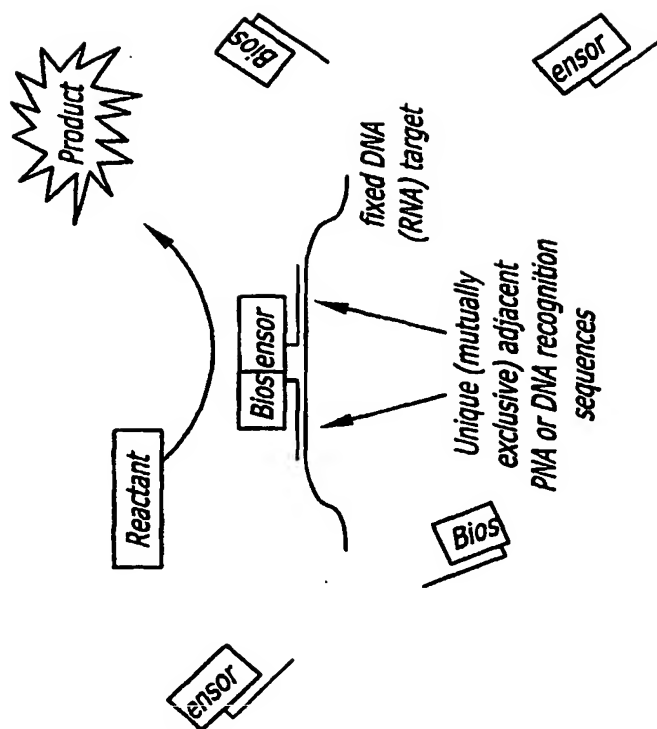 Product
Reactant
Bios
Bios ensor
fixed DNA
(RNA) target
ensor
Unique (mutually
exclusive) adjacent
PNA or DNA recognition
sequences
Bios
ensor